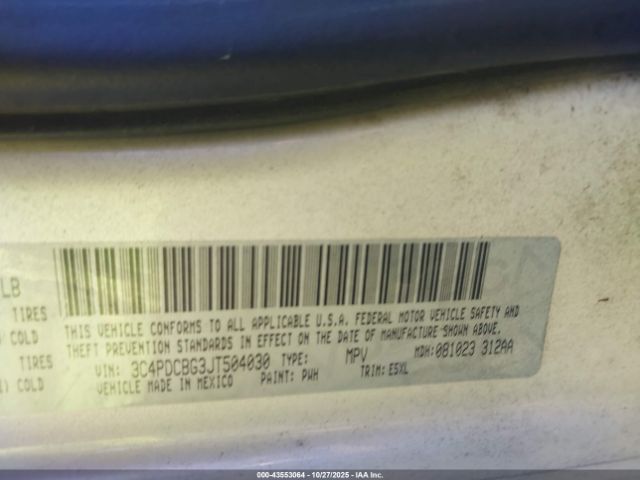 LB
TIRES
COLD
TIRES
) COLD
THIS VEHICLE CONFORMS TO ALL APPLICABLE U.S.A. FEDERAL MOTOR VEHICLE SAFETY AND
THEFT PREVENTION STANDARDS IN EFFECT ON THE DATE OF MANUFACTURE SHOWN ABOVE.
VIN: 3C4PDCBG3JT504030 TYPE: MPV MDH: 081023 312AA
VEHICLE MADE IN MEXICO PAINT: PWH TRIM: E5XL
000-43553064 - 10/27/2025 - IAA Inc.